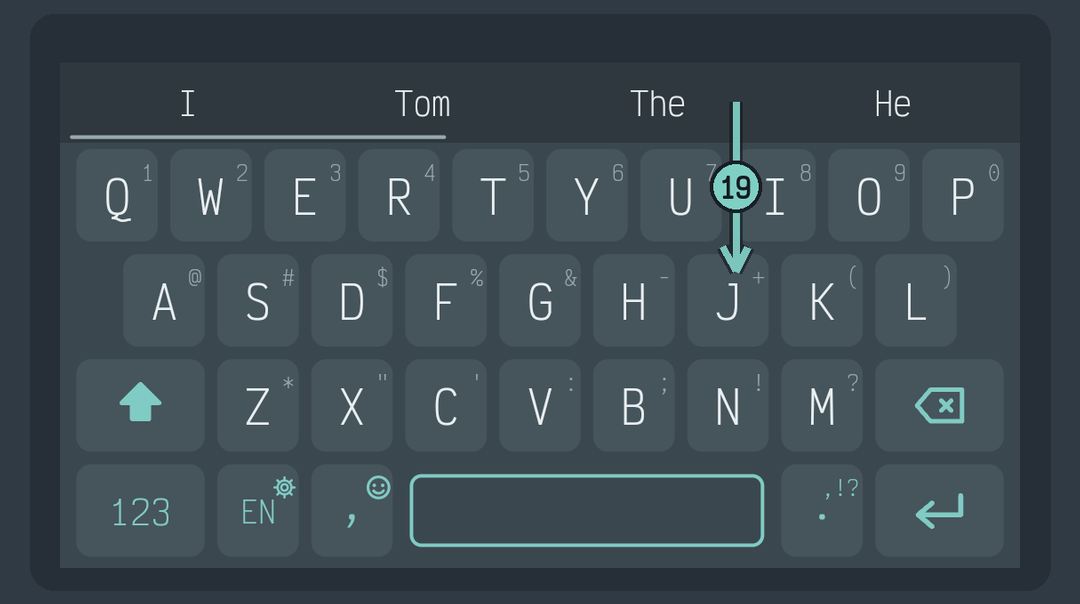 I Tom The He
Q 1 W 2 E 3 R 4 T 5 Y 6 U 7 19 I 8 O 9 P 0
A @ S # D $ F % G & H - J + K ( L )
Z * X " C ' V : B ; N ! M ?
123 EN , . ,!?